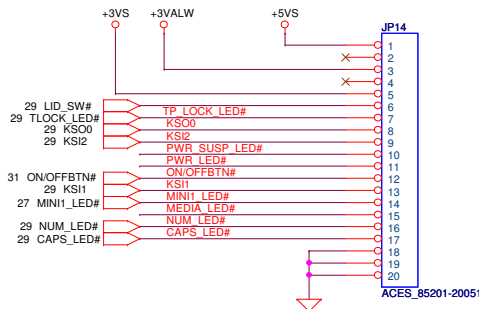 +3VS +3VALW +5VS
JP14
1
2
3
4
5
29 LID_SW# 6
29 TLOCK_LED# TP_LOCK_LED# 7
29 KSO0 KSO0 8
29 KSI2 KSI2 9
PWR_SUSP_LED# 10
PWR_LED# 11
31 ON/OFFBTN# ON/OFFBTN# 12
29 KSI1 KSI1 13
27 MINI1_LED# MINI1_LED# 14
MEDIA_LED# 15
29 NUM_LED# NUM_LED# 16
29 CAPS_LED# CAPS_LED# 17
18
19
20
ACES_85201-20051